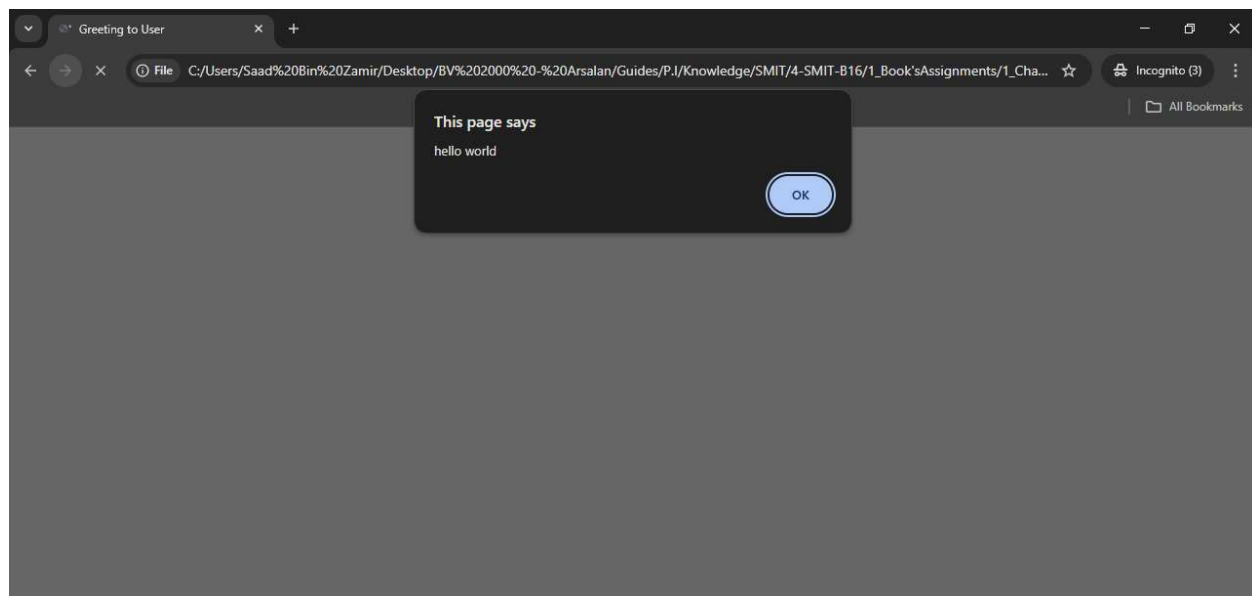 Greeting to User
File C:/Users/Saad%20Bin%20Zamir/Desktop/BV%202000%20-%20Arsalan/Guides/P.I/Knowledge/SMIT/4-SMIT-B16/1_Book'sAssignments/1_Cha... Incognito (3)
All Bookmarks
This page says
hello world
OK